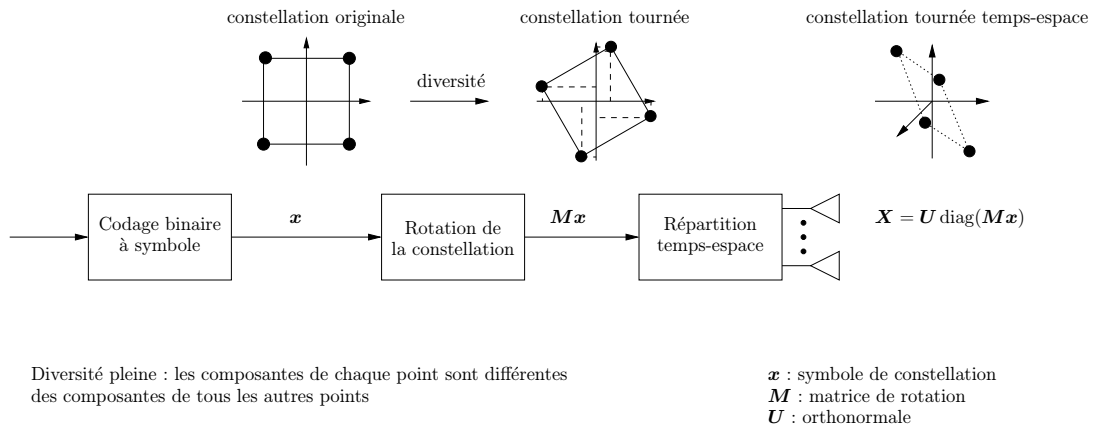 constellation originale
constellation tournée
constellation tournée temps-espace
diversité
Codage binaire
à symbole
x
Rotation de
la constellation
Mx
Répartition
temps-espace
X = U diag(Mx)
Diversité pleine : les composantes de chaque point sont différentes
des composantes de tous les autres points
x : symbole de constellation
M : matrice de rotation
U : orthonormale